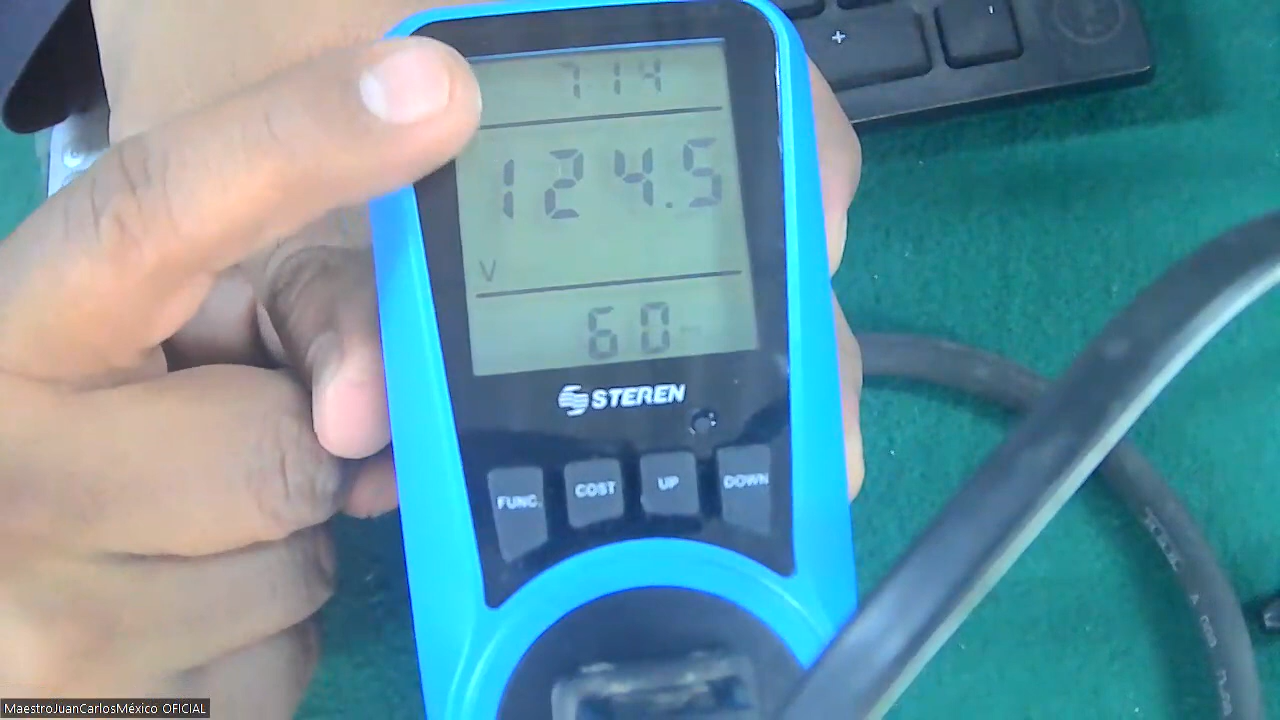 714
124.5
V
60
STEREN
FUNC.
COST
UP
DOWN
+
-
MaestroJuanCarlosMéxico OFICIAL